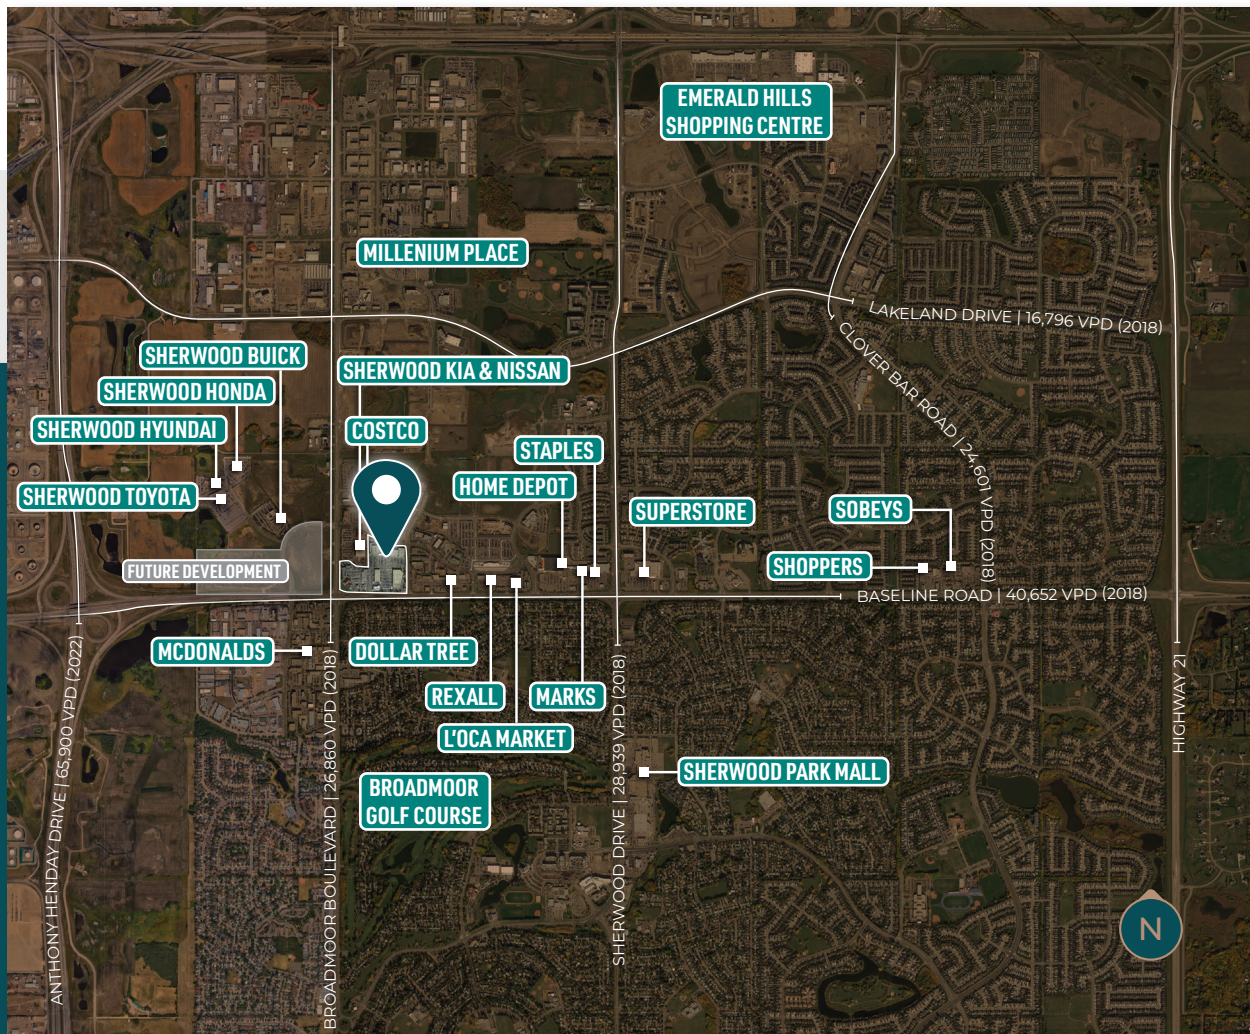 EMERALD HILLS
SHOPPING CENTRE
MILLENIUM PLACE
LAKELAND DRIVE | 16,796 VPD (2018)
CLOVER BAR ROAD | 24,601 VPD (2018)
SHERWOOD BUICK
SHERWOOD KIA & NISSAN
SHERWOOD HONDA
SHERWOOD HYUNDAI
COSTCO
STAPLES
SHERWOOD TOYOTA
HOME DEPOT
SUPERSTORE
SOBEYS
FUTURE DEVELOPMENT
SHOPPERS
BASELINE ROAD | 40,652 VPD (2018)
MCDONALDS
DOLLAR TREE
REXALL
MARKS
L'OCA MARKET
SHERWOOD PARK MALL
BROADMOOR
GOLF COURSE
ANTHONY HENDAY DRIVE | 65,900 VPD (2022)
BROADMOOR BOULEVARD | 26,860 VPD (2018)
SHERWOOD DRIVE | 28,939 VPD (2018)
HIGHWAY 21
N